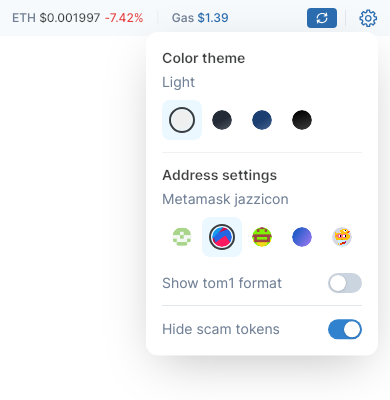 ETH $0.001997 -7.42% Gas $1.39
Color theme
Light
Address settings
Metamask jazzicon
Show tom1 format
Hide scam tokens